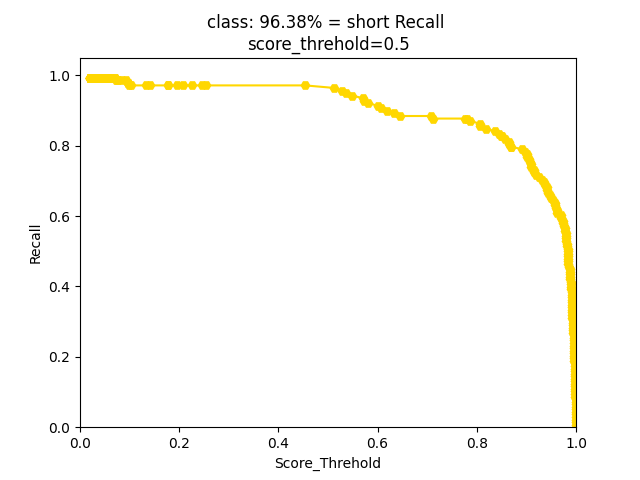 class: 96.38% = short Recall
score_threhold=0.5
1.0
0.8
0.6
0.4
0.2
0.0
Recall
0.0 0.2 0.4 0.6 0.8 1.0
Score_Threhold